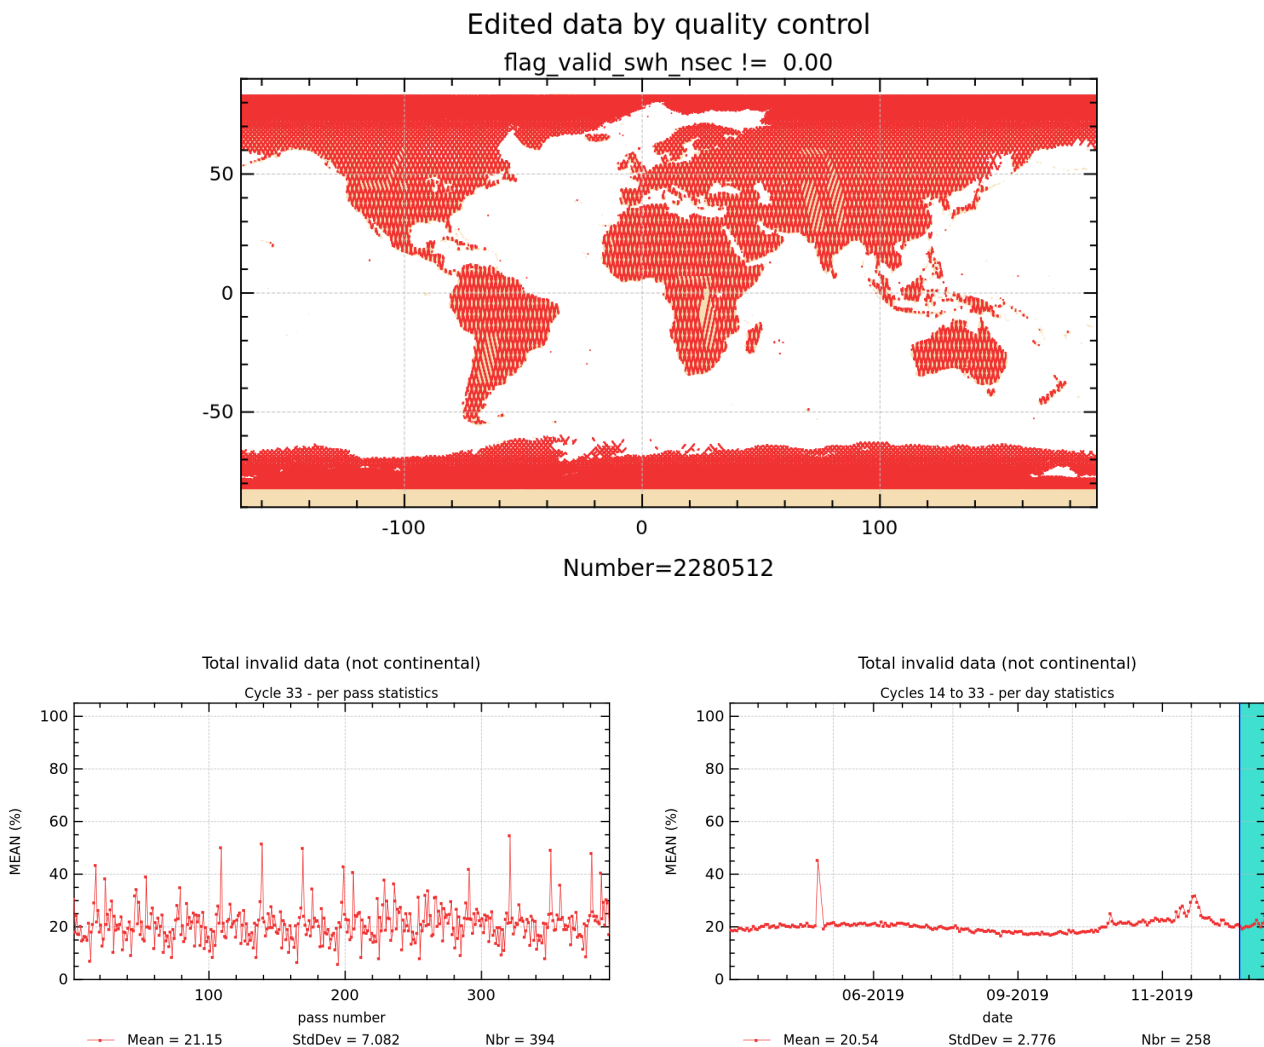 Edited data by quality control
flag_valid_swh_nsec !=  0.00
50
0
-50
-100
0
100
Number=2280512
Total invalid data (not continental)
Cycle 33 - per pass statistics
MEAN (%)
100
80
60
40
20
0
100
200
300
pass number
Mean = 21.15
StdDev = 7.082
Nbr = 394
Total invalid data (not continental)
Cycles 14 to 33 - per day statistics
MEAN (%)
100
80
60
40
20
0
06-2019
09-2019
11-2019
date
Mean = 20.54
StdDev = 2.776
Nbr = 258